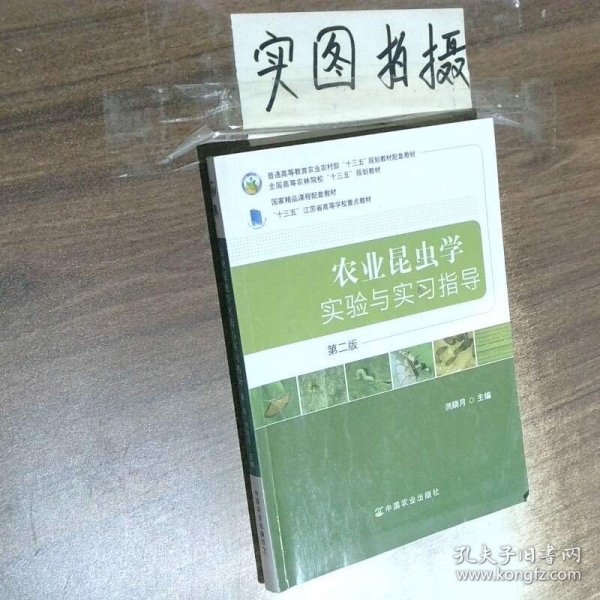 实图拍摄
普通高等教育农业农村部"十三五"规划教材配套教材
全国高等农林院校"十三五"规划教材
国家精品课程配套教材
"十三五"江苏省高等学校重点教材
农业昆虫学
实验与实习指导
第二版
洪晓月 主编
中国农业出版社
孔夫子旧书网
www.kongfz.com